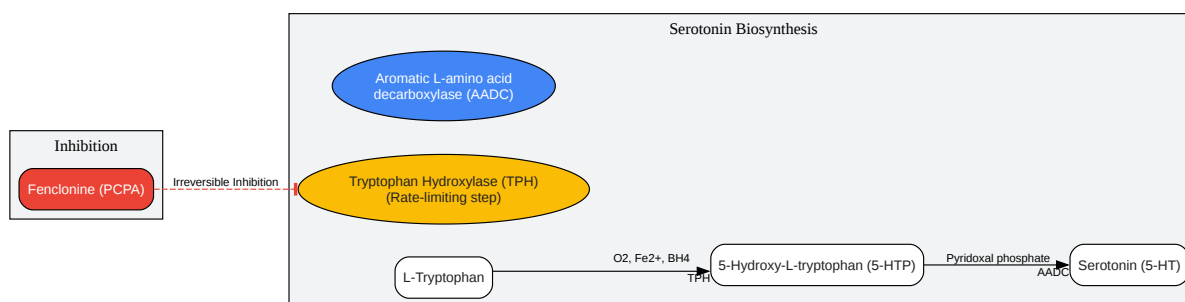 Serotonin Biosynthesis
Aromatic L-amino acid
decarboxylase (AADC)
Inhibition
Fenclonine (PCPA)
Irreversible Inhibition
Tryptophan Hydroxylase (TPH)
(Rate-limiting step)
L-Tryptophan
O2, Fe2+, BH4
TPH
5-Hydroxy-L-tryptophan (5-HTP)
Pyridoxal phosphate
AADC
Serotonin (5-HT)